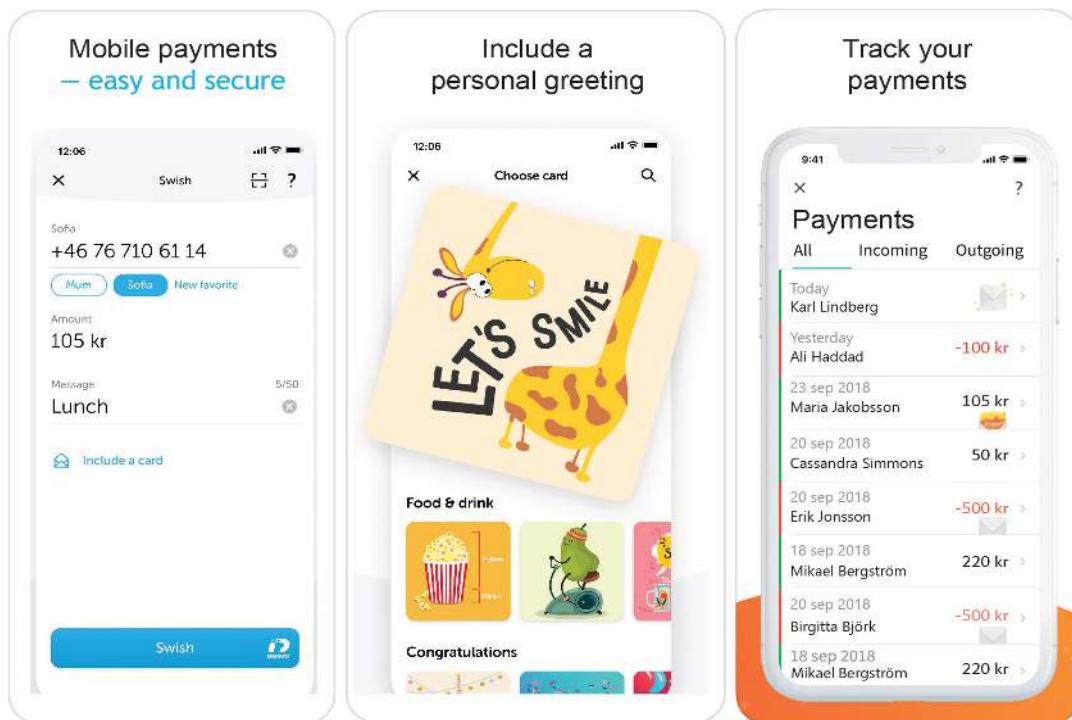 Mobile payments
– easy and secure
12:06
Swish
?
Sofia
+46 76 710 61 14
Mum
Sofia
New favorite
Amount
105 kr
Message
5/50
Lunch
Include a card
Swish
Include a
personal greeting
12:06
Choose card
LET'S SMILE
Food & drink
Congratulations
Track your
payments
9:41
?
Payments
All
Incoming
Outgoing
Today
Karl Lindberg
Yesterday
Ali Haddad
-100 kr
23 sep 2018
Maria Jakobsson
105 kr
20 sep 2018
Cassandra Simmons
50 kr
20 sep 2018
Erik Jonsson
-500 kr
18 sep 2018
Mikael Bergström
220 kr
20 sep 2018
Birgitta Björk
-500 kr
18 sep 2018
Mikael Bergström
220 kr